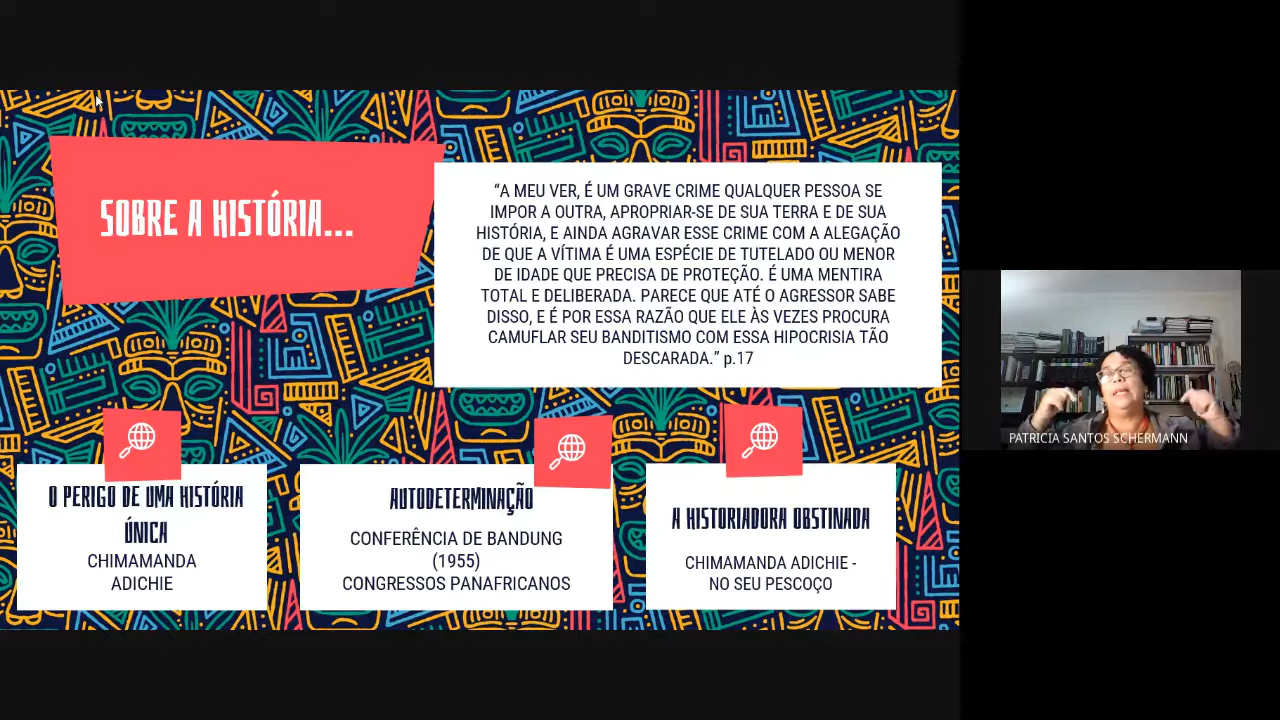 SOBRE A HISTÓRIA...
“A MEU VER, É UM GRAVE CRIME QUALQUER PESSOA SE
IMPOR A OUTRA, APROPRIAR-SE DE SUA TERRA E DE SUA
HISTÓRIA, E AINDA AGRAVAR ESSE CRIME COM A ALEGAÇÃO
DE QUE A VÍTIMA É UMA ESPÉCIE DE TUTELADO OU MENOR
DE IDADE QUE PRECISA DE PROTEÇÃO. É UMA MENTIRA
TOTAL E DELIBERADA. PARECE QUE ATÉ O AGRESSOR SABE
DISSO, E É POR ESSA RAZÃO QUE ELE ÀS VEZES PROCURA
CAMUFLAR SEU BANDITISMO COM ESSA HIPOCRISIA TÃO
DESCARADA.” p.17
O PERIGO DE UMA HISTÓRIA
ÚNICA
CHIMAMANDA
ADICHIE
AUTODETERMINAÇÃO
CONFERÊNCIA DE BANDUNG
(1955)
CONGRESSOS PANAFRICANOS
A HISTORIADORA OBSTINADA
CHIMAMANDA ADICHIE -
NO SEU PESCOÇO
PATRICIA SANTOS SCHERMANN